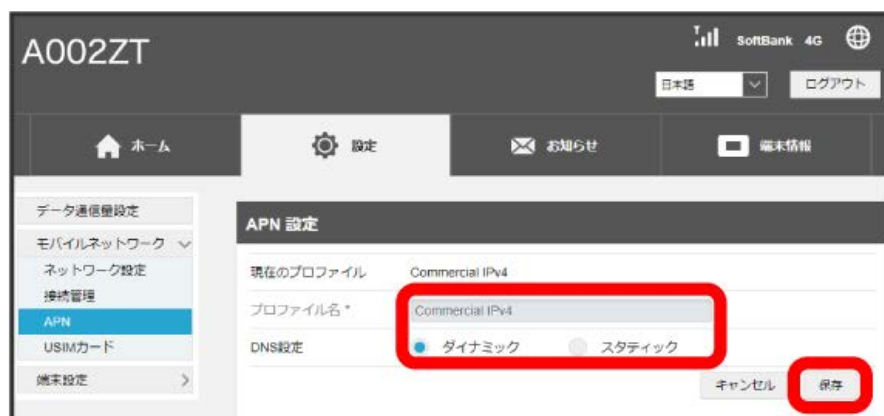 A002ZT
SoftBank 4G
日本語
ログアウト
ホーム
設定
お知らせ
端末情報
データ通信量設定
モバイルネットワーク
ネットワーク設定
接続管理
APN
USIMカード
端末設定
APN 設定
現在のプロファイル Commercial IPv4
プロファイル名 * Commercial IPv4
DNS設定 ダイナミック スタティック
キャンセル 保存